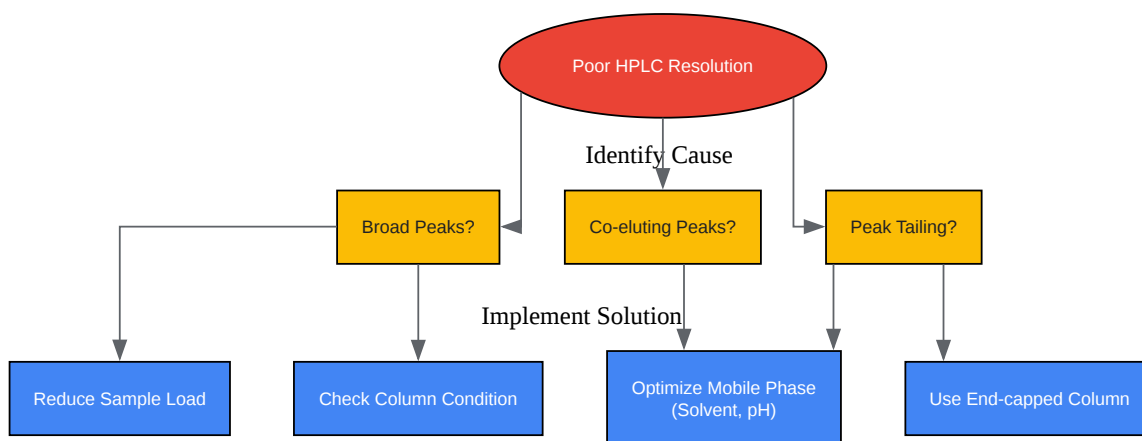 Poor HPLC Resolution
Identify Cause
Broad Peaks?
Co-eluting Peaks?
Peak Tailing?
Implement Solution
Reduce Sample Load
Check Column Condition
Optimize Mobile Phase
(Solvent, pH)
Use End-capped Column